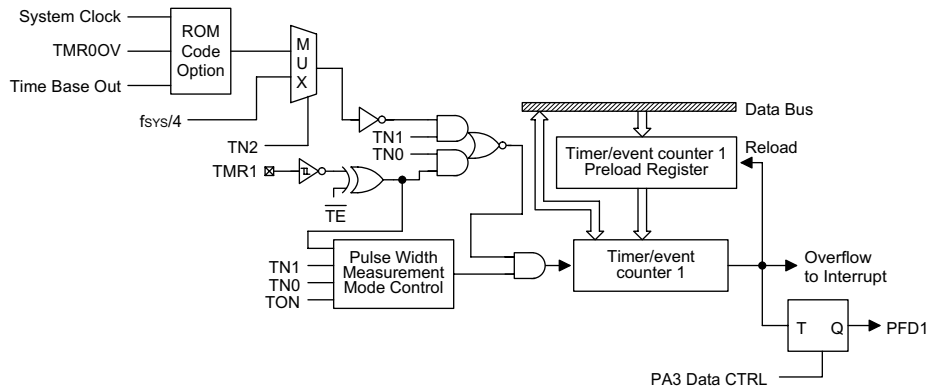 System Clock
TMR0OV
Time Base Out
ROM
Code
Option
M
U
X
fSYS/4
TN2
TN1
TN0
TMR1
TE
Data Bus
Timer/event counter 1
Preload Register
Reload
TN1
TN0
TON
Pulse Width
Measurement
Mode Control
Timer/event
counter 1
Overflow
to Interrupt
T Q
PFD1
PA3 Data CTRL